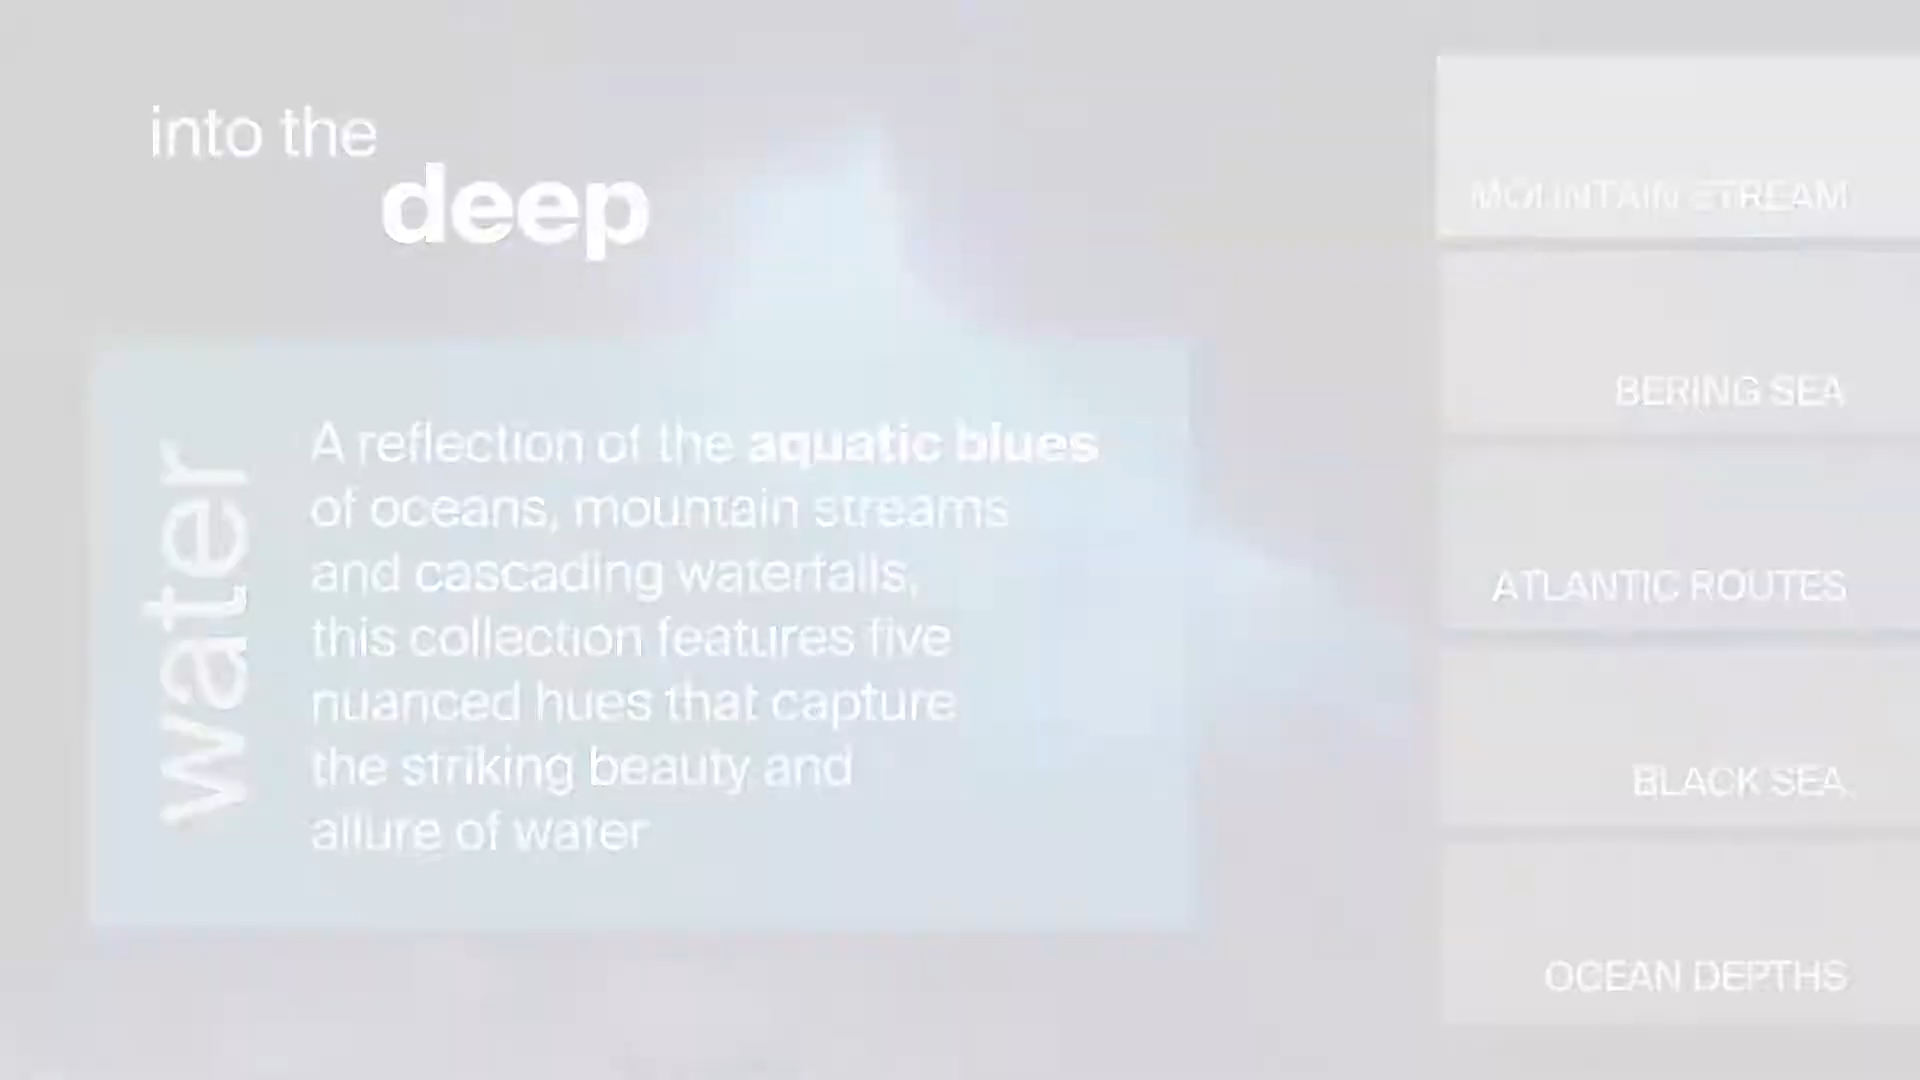 into the
deep
water
A reflection of the aquatic blues
of oceans, mountain streams
and cascading waterfalls,
this collection features five
nuanced hues that capture
the striking beauty and
allure of water
MOUNTAIN STREAM
BERING SEA
ATLANTIC ROUTES
BLACK SEA
OCEAN DEPTHS